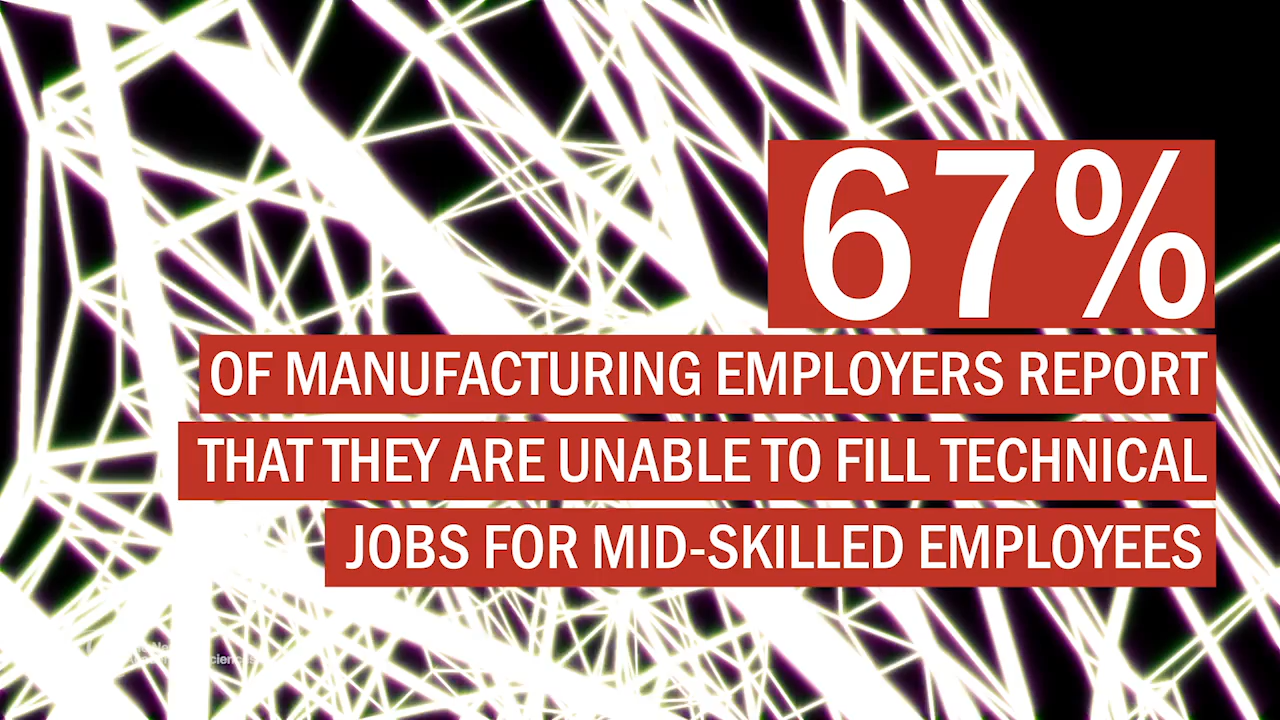 67%
OF MANUFACTURING EMPLOYERS REPORT
THAT THEY ARE UNABLE TO FILL TECHNICAL
JOBS FOR MID-SKILLED EMPLOYEES